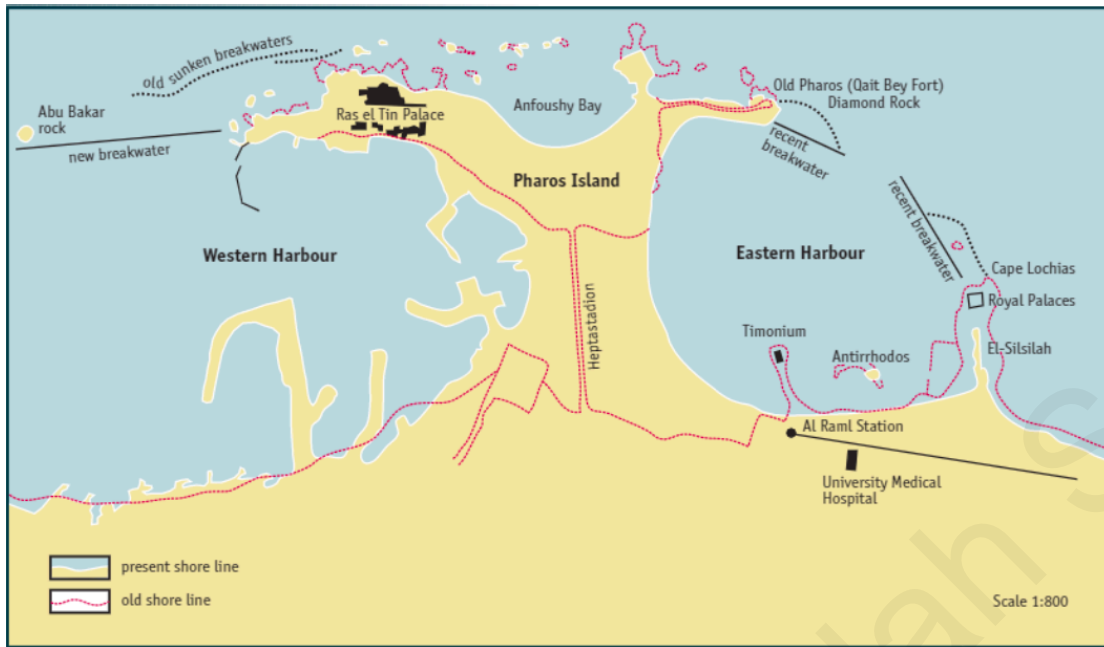 old sunken breakwaters
Abu Bakar
rock
new breakwater
Ras el Tin Palace
Anfoushy Bay
Old Pharos (Qait Bey Fort)
Diamond Rock
recent
breakwater
Pharos Island
Western Harbour
Eastern Harbour
recent breakwater
Cape Lochias
Royal Palaces
Heptastadion
Timonium
Antirrhodos
El-Silsilah
Al Raml Station
University Medical
Hospital
present shore line
old shore line
Scale 1:800
lah S